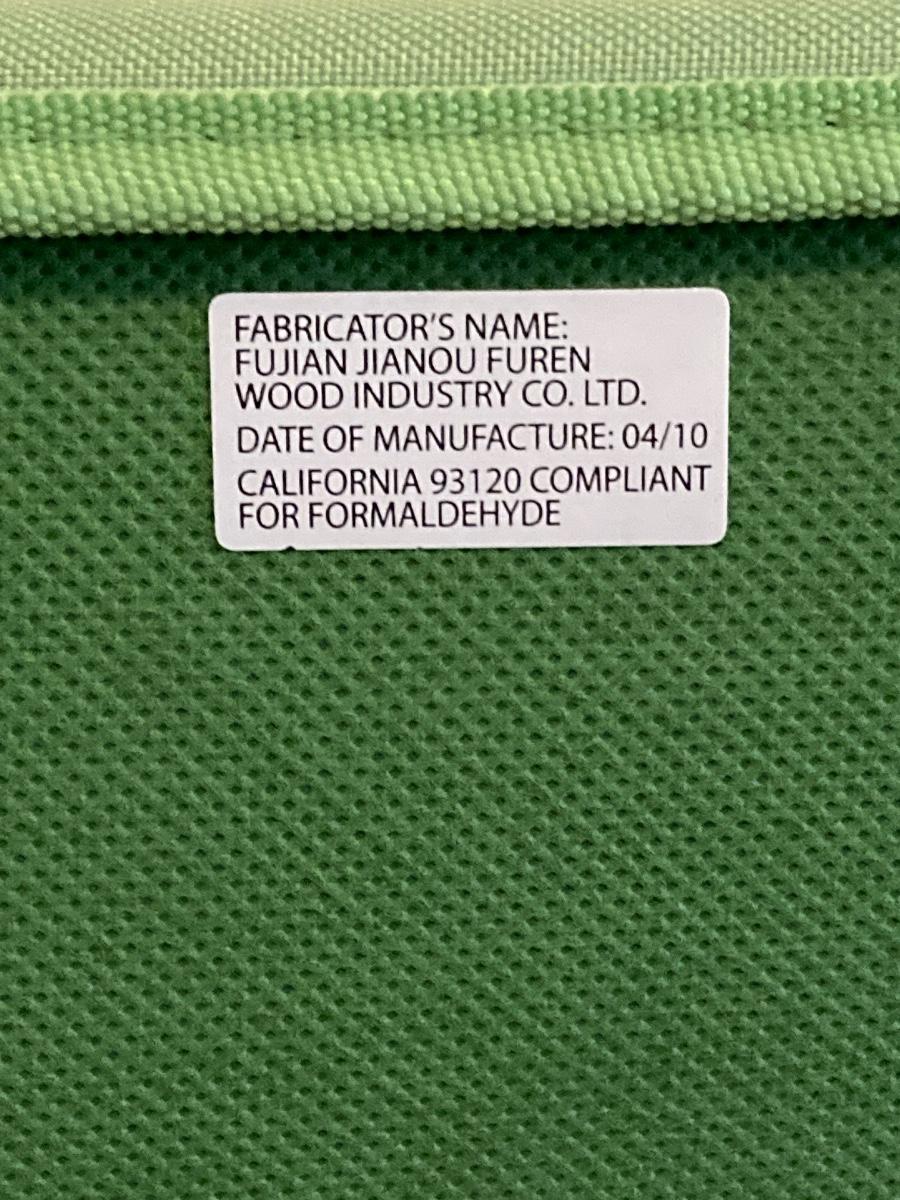 FABRICATOR'S NAME:
FUJIAN JIANOU FUREN
WOOD INDUSTRY CO. LTD.
DATE OF MANUFACTURE: 04/10
CALIFORNIA 93120 COMPLIANT
FOR FORMALDEHYDE